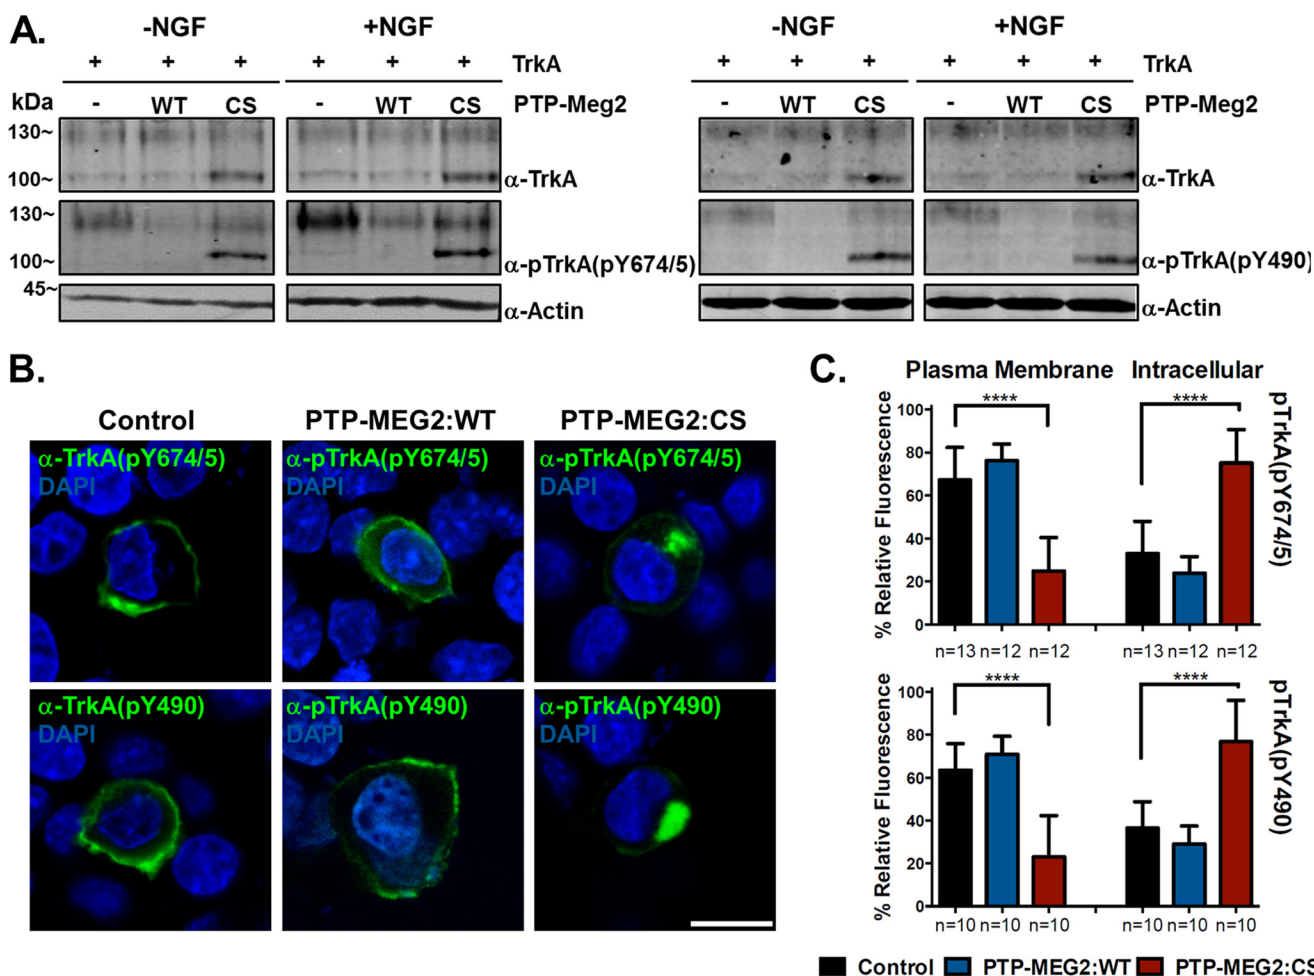 A.
-NGF +NGF
+ + + + + + TrkA
kDa - WT CS - WT CS PTP-Meg2
130~
100~ α-TrkA
130~
100~ α-pTrkA(pY674/5)
45~ α-Actin
-NGF +NGF
+ + + + + + TrkA
- WT CS - WT CS PTP-Meg2
α-TrkA
α-pTrkA(pY490)
α-Actin
B.
Control PTP-MEG2:WT PTP-MEG2:CS
α-TrkA(pY674/5) α-pTrkA(pY674/5) α-pTrkA(pY674/5)
DAPI DAPI DAPI
α-TrkA(pY490) α-pTrkA(pY490) α-pTrkA(pY490)
DAPI DAPI DAPI
C.
Plasma Membrane Intracellular
**** ****
% Relative Fluorescence
100
80
60
40
20
0
n=13 n=12 n=12 n=13 n=12 n=12
pTrkA(pY674/5)
**** ****
% Relative Fluorescence
100
80
60
40
20
0
n=10 n=10 n=10 n=10 n=10 n=10
pTrkA(pY490)
Control PTP-MEG2:WT PTP-MEG2:CS